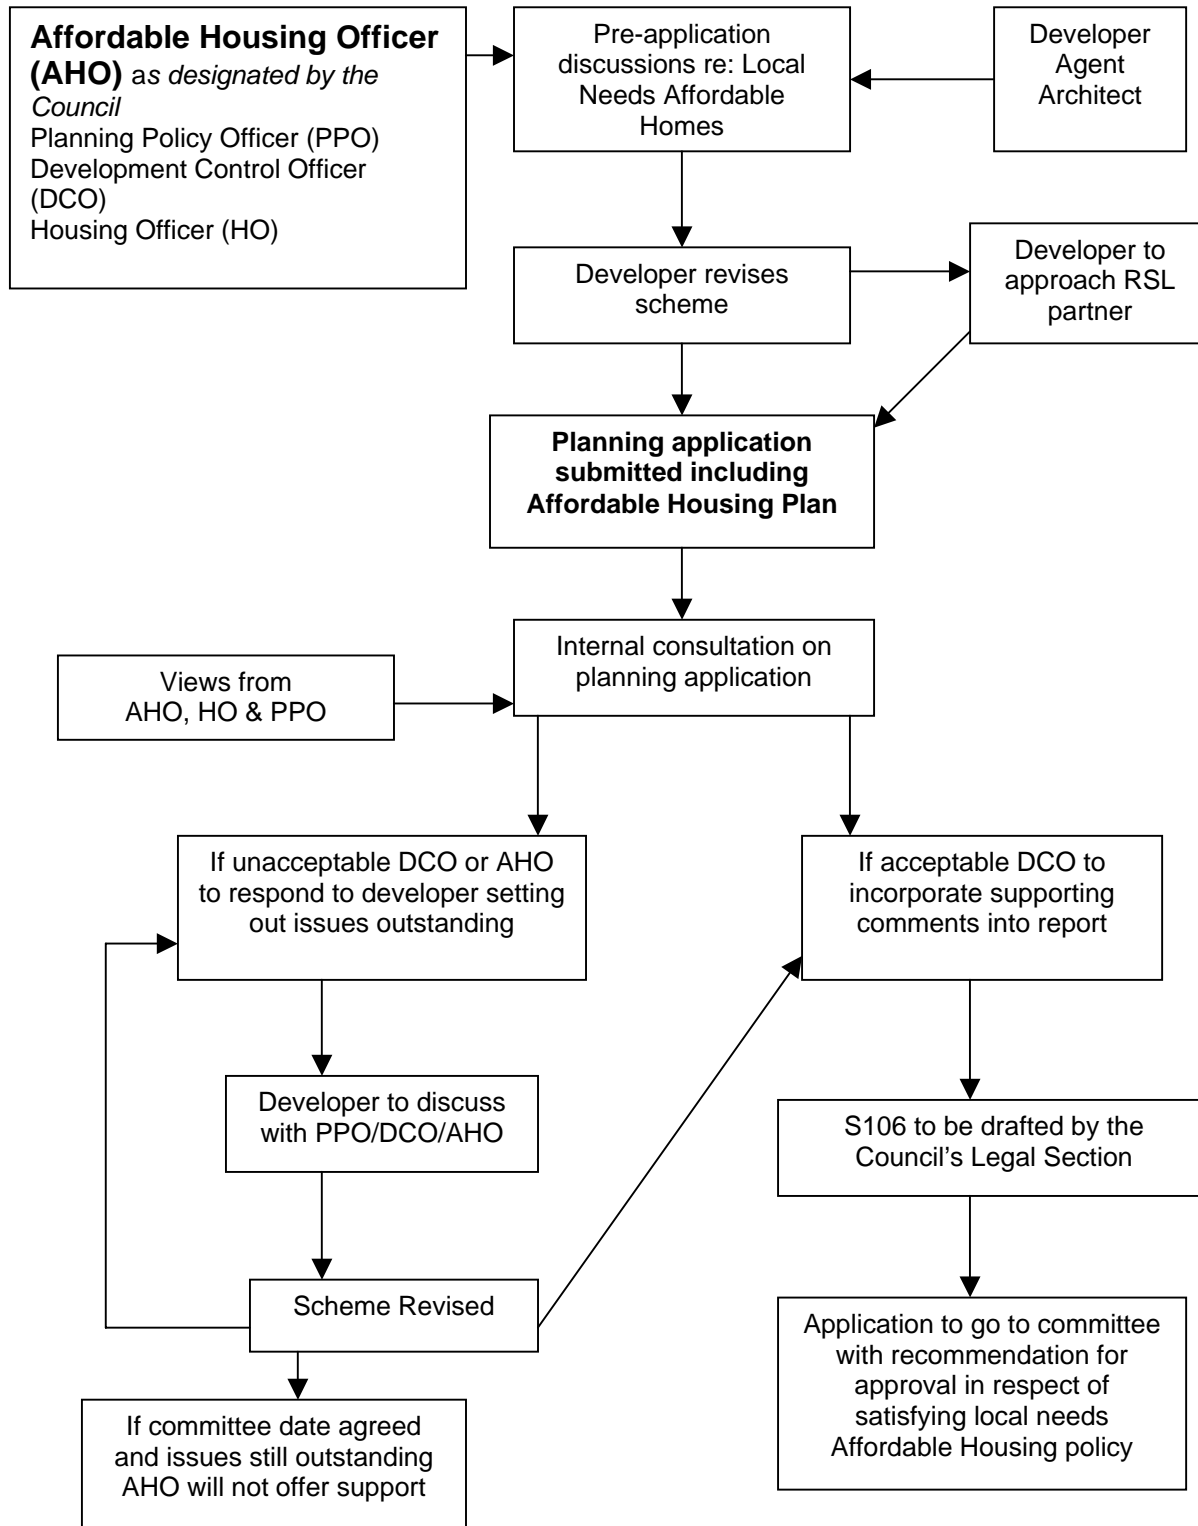 Affordable Housing Officer
(AHO) as designated by the
Council
Planning Policy Officer (PPO)
Development Control Officer
(DCO)
Housing Officer (HO)
Pre-application
discussions re: Local
Needs Affordable
Homes
Developer
Agent
Architect
Developer revises
scheme
Developer to
approach RSL
partner
Planning application
submitted including
Affordable Housing Plan
Internal consultation on
planning application
Views from
AHO, HO & PPO
If unacceptable DCO or AHO
to respond to developer setting
out issues outstanding
If acceptable DCO to
incorporate supporting
comments into report
Developer to discuss
with PPO/DCO/AHO
S106 to be drafted by the
Council's Legal Section
Scheme Revised
Application to go to committee
with recommendation for
approval in respect of
satisfying local needs
Affordable Housing policy
If committee date agreed
and issues still outstanding
AHO will not offer support